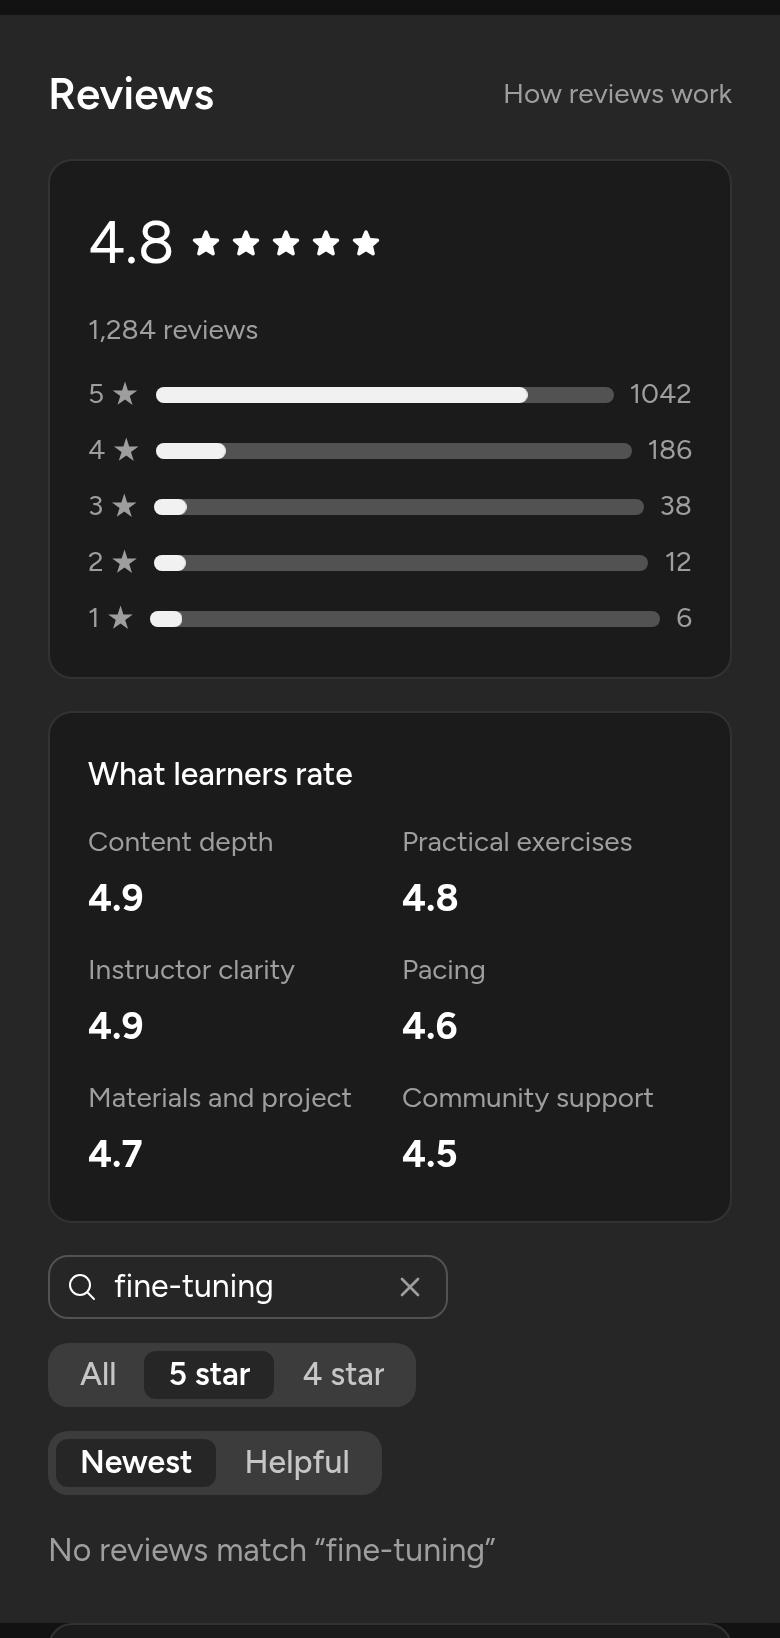 Reviews
How reviews work
4.8
1,284 reviews
5 ★ 1042
4 ★ 186
3 ★ 38
2 ★ 12
1 ★ 6
What learners rate
Content depth
4.9
Practical exercises
4.8
Instructor clarity
4.9
Pacing
4.6
Materials and project
4.7
Community support
4.5
fine-tuning
All 5 star 4 star
Newest Helpful
No reviews match “fine-tuning”